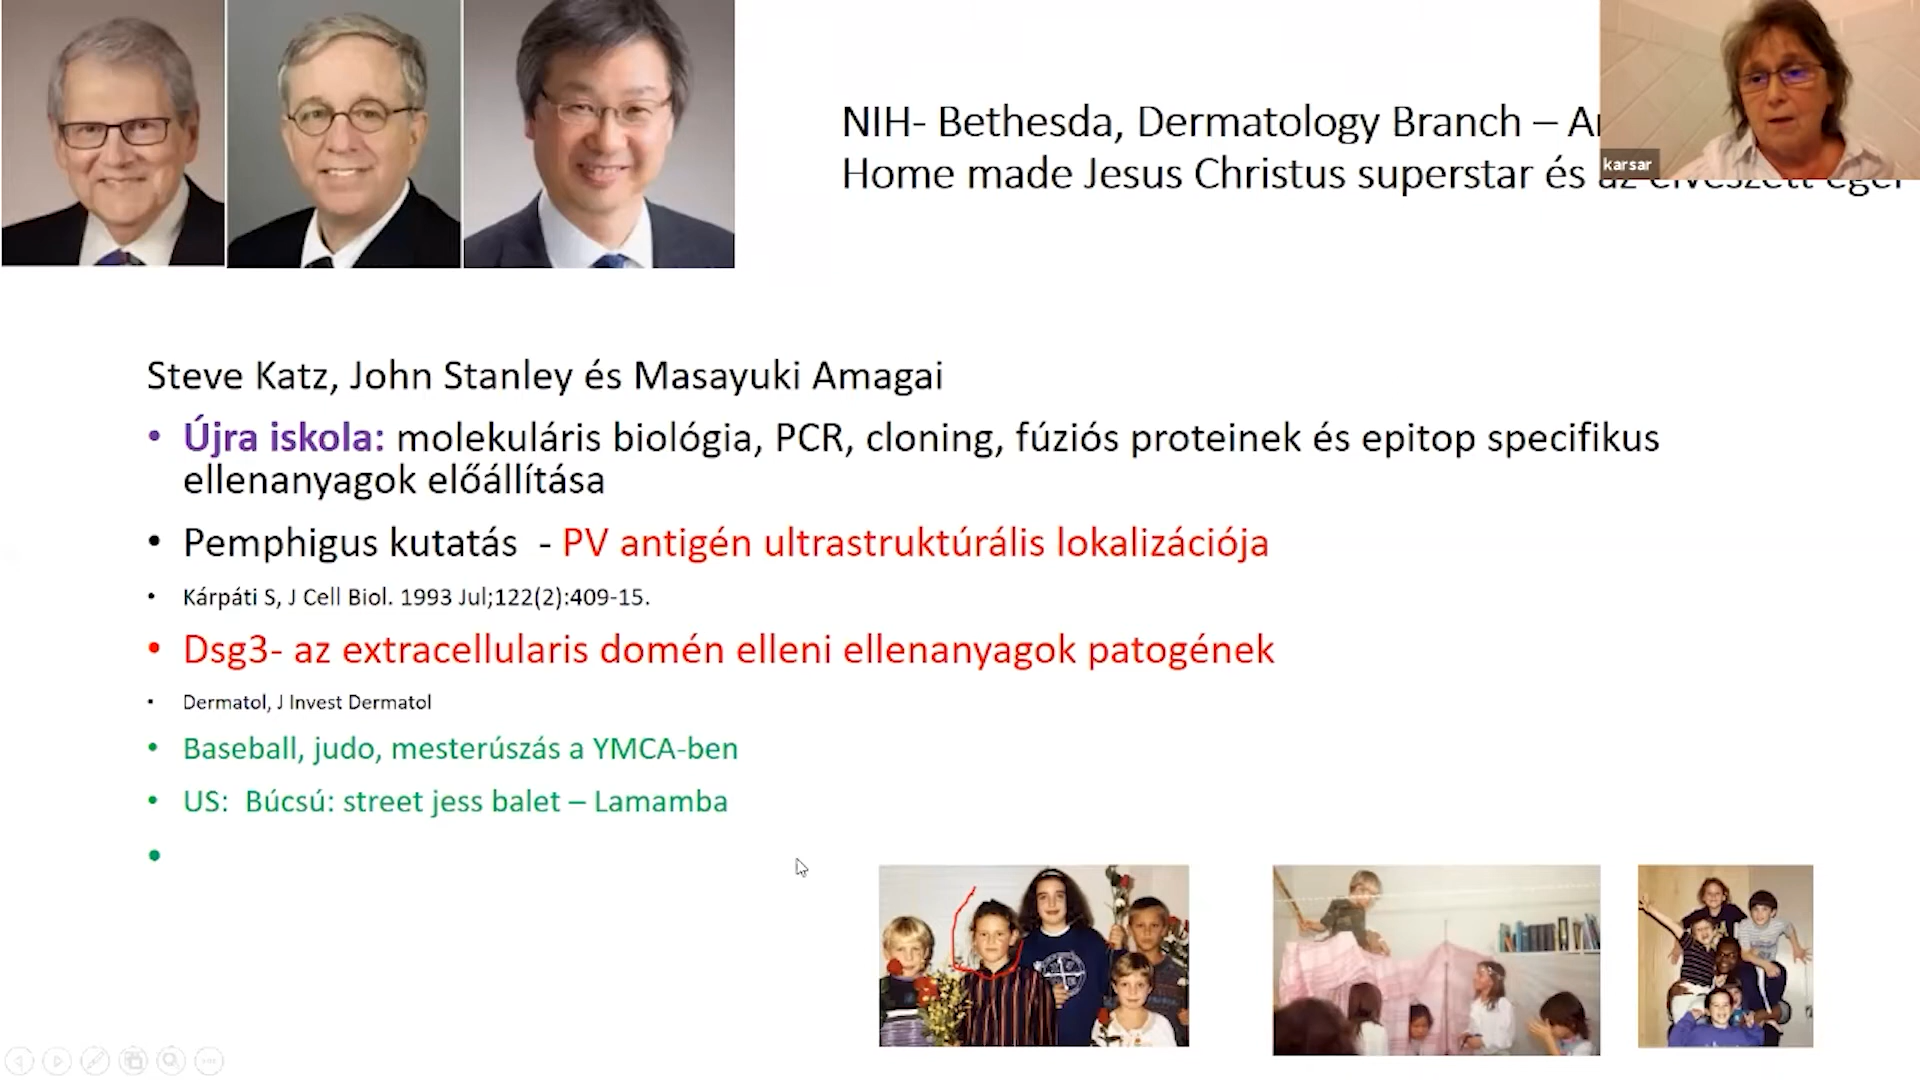 NIH- Bethesda, Dermatology Branch –
Home made Jesus Christus superstar és az elveszett egér
karsar
Steve Katz, John Stanley és Masayuki Amagai
• Újra iskola: molekuláris biológia, PCR, cloning, fúziós proteinek és epitop specifikus
ellenanyagok előállítása
• Pemphigus kutatás - PV antigén ultrastruktúrális lokalizációja
• Kárpáti S, J Cell Biol. 1993 Jul;122(2):409-15.
• Dsg3- az extracellularis domén elleni ellenanyagok patogének
• Dermatol, J Invest Dermatol
• Baseball, judo, mesterúszás a YMCA-ben
• US: Búcsú: street jess balet – Lamamba
•